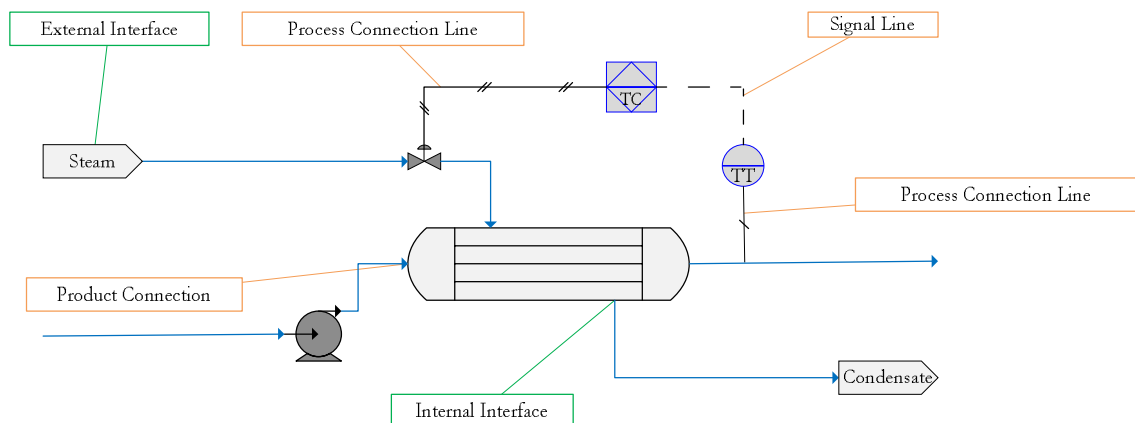 External Interface
Process Connection Line
Signal Line
TC
Steam
TT
Process Connection Line
Product Connection
Condensate
Internal Interface